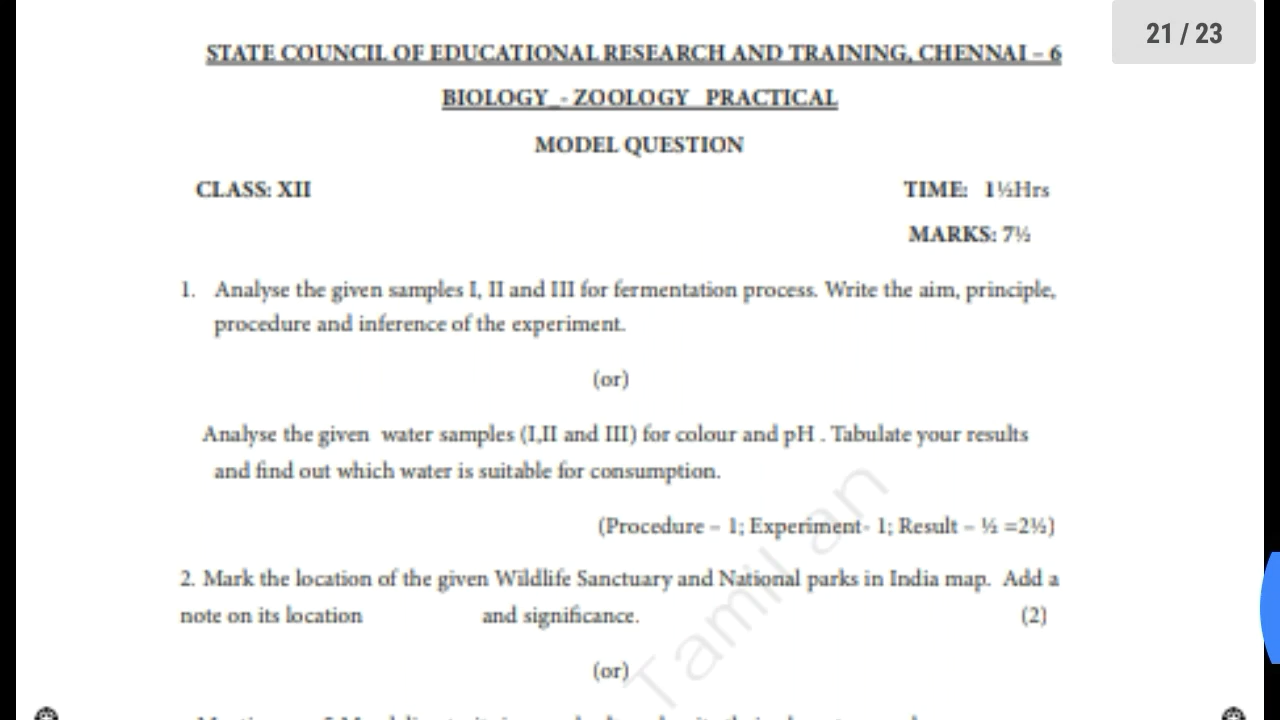 21 / 23
STATE COUNCIL OF EDUCATIONAL RESEARCH AND TRAINING, CHENNAI – 6
BIOLOGY - ZOOLOGY PRACTICAL
MODEL QUESTION
CLASS: XII TIME: 1½Hrs
MARKS: 7½
1. Analyse the given samples I, II and III for fermentation process. Write the aim, principle,
procedure and inference of the experiment.
(or)
Analyse the given water samples (I,II and III) for colour and pH . Tabulate your results
and find out which water is suitable for consumption.
(Procedure – 1; Experiment- 1; Result – ½ =2½)
2. Mark the location of the given Wildlife Sanctuary and National parks in India map. Add a
note on its location and significance. (2)
(or)
Tamil an